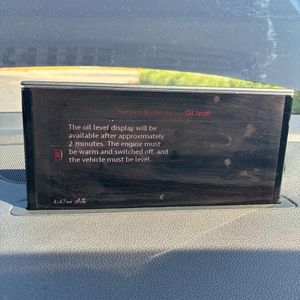 Service & checks Oil level
The oil level display will be
available after approximately
2 minutes. The engine must
be warm and switched off, and
the vehicle must be level.
4:47PM